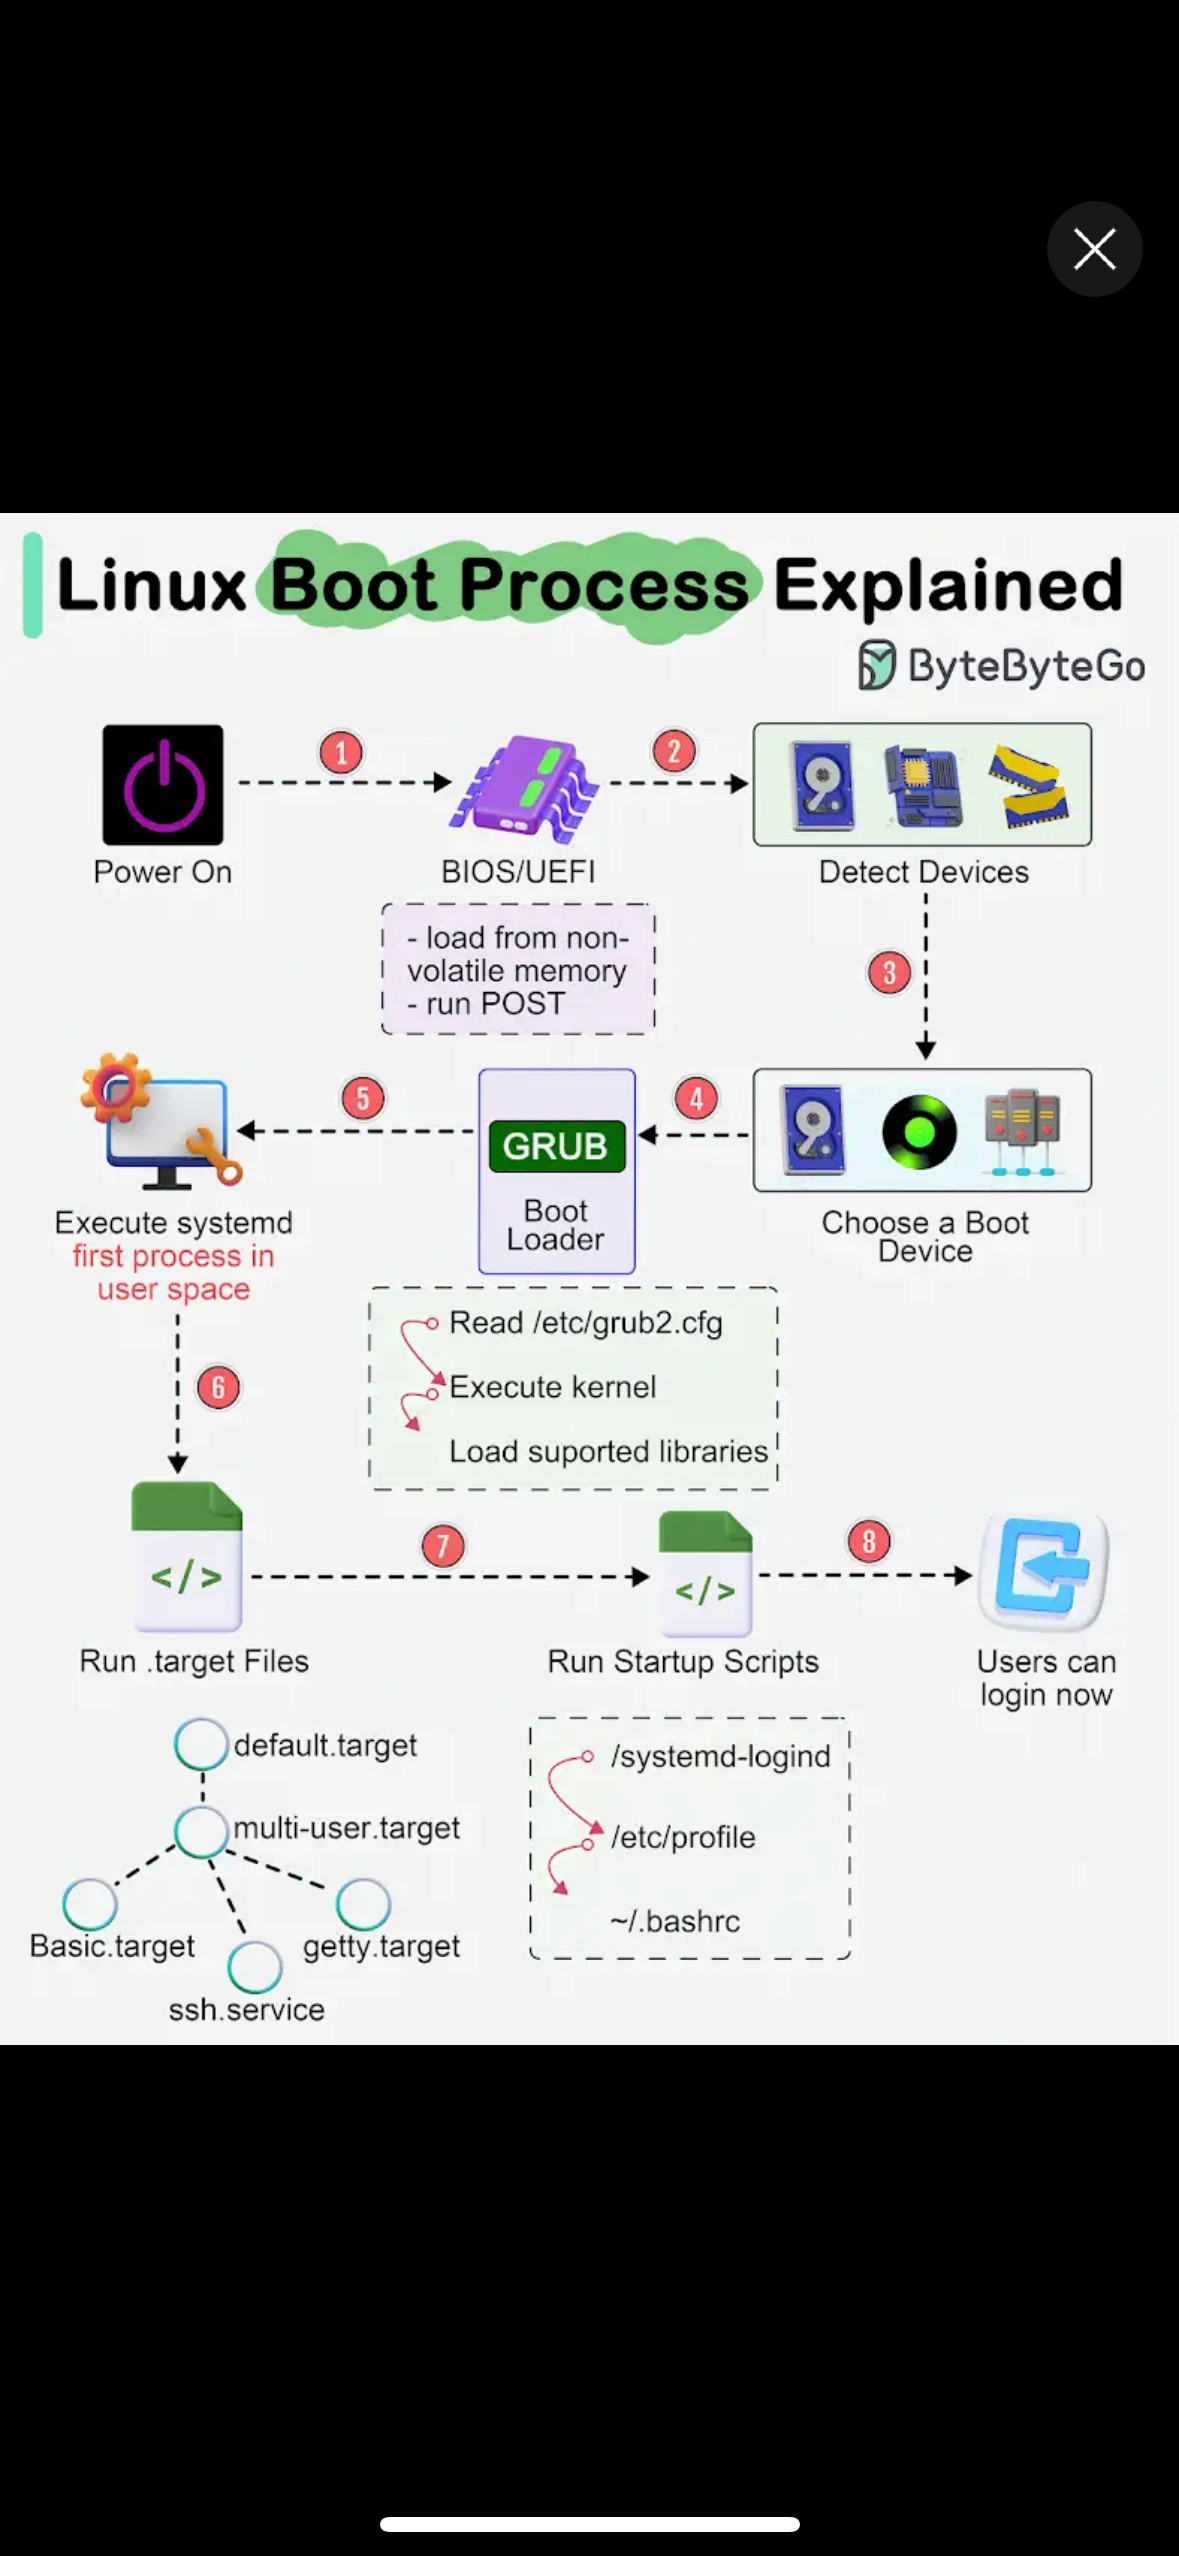 Linux Boot Process Explained
ByteByteGo
1
2
Power On
BIOS/UEFI
Detect Devices
- load from non-
volatile memory
- run POST
3
5
4
GRUB
Boot
Loader
Execute systemd
first process in
user space
Choose a Boot
Device
Read /etc/grub2.cfg
Execute kernel
Load suported libraries
6
7
8
</>
</>
Run .target Files
Run Startup Scripts
Users can
login now
default.target
multi-user.target
Basic.target
getty.target
ssh.service
/systemd-logind
/etc/profile
~/.bashrc